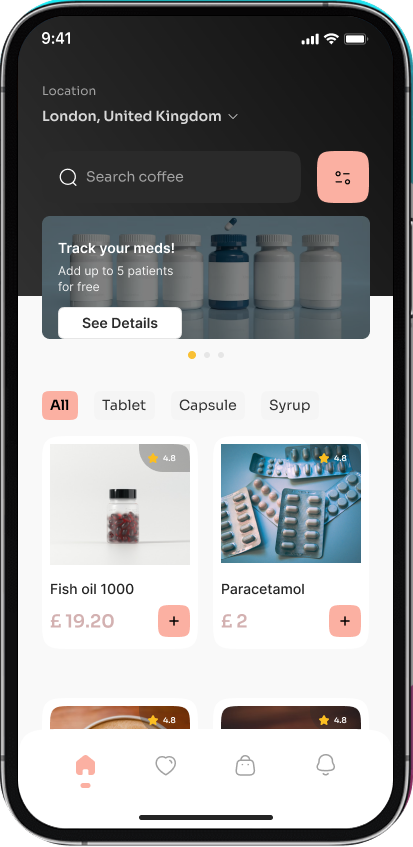 9:41
Location
London, United Kingdom
Search coffee
Track your meds!
Add up to 5 patients
for free
See Details
All Tablet Capsule Syrup
4.8 4.8
Fish oil 1000 Paracetamol
£ 19.20 + £ 2 +
4.8 4.8